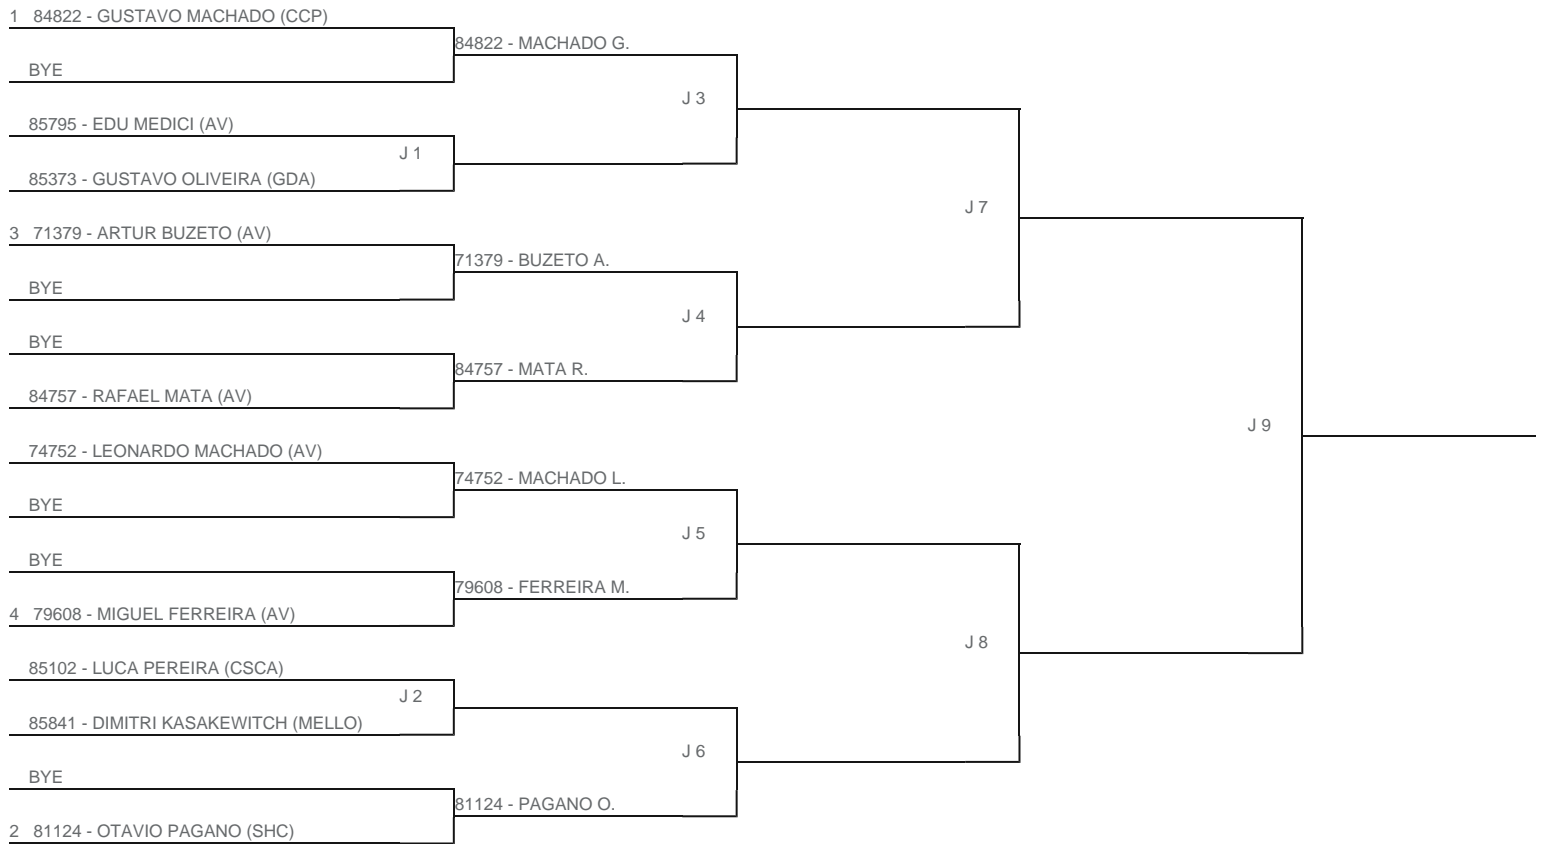 1 84822 - GUSTAVO MACHADO (CCP)
84822 - MACHADO G.
BYE
J 3
85795 - EDU MEDICI (AV)
J 1
85373 - GUSTAVO OLIVEIRA (GDA)
J 7
3 71379 - ARTUR BUZETO (AV)
71379 - BUZETO A.
BYE
J 4
BYE
84757 - MATA R.
84757 - RAFAEL MATA (AV)
J 9
74752 - LEONARDO MACHADO (AV)
74752 - MACHADO L.
BYE
J 5
BYE
79608 - FERREIRA M.
4 79608 - MIGUEL FERREIRA (AV)
J 8
85102 - LUCA PEREIRA (CSCA)
J 2
85841 - DIMITRI KASAKEWITCH (MELLO)
J 6
BYE
81124 - PAGANO O.
2 81124 - OTAVIO PAGANO (SHC)